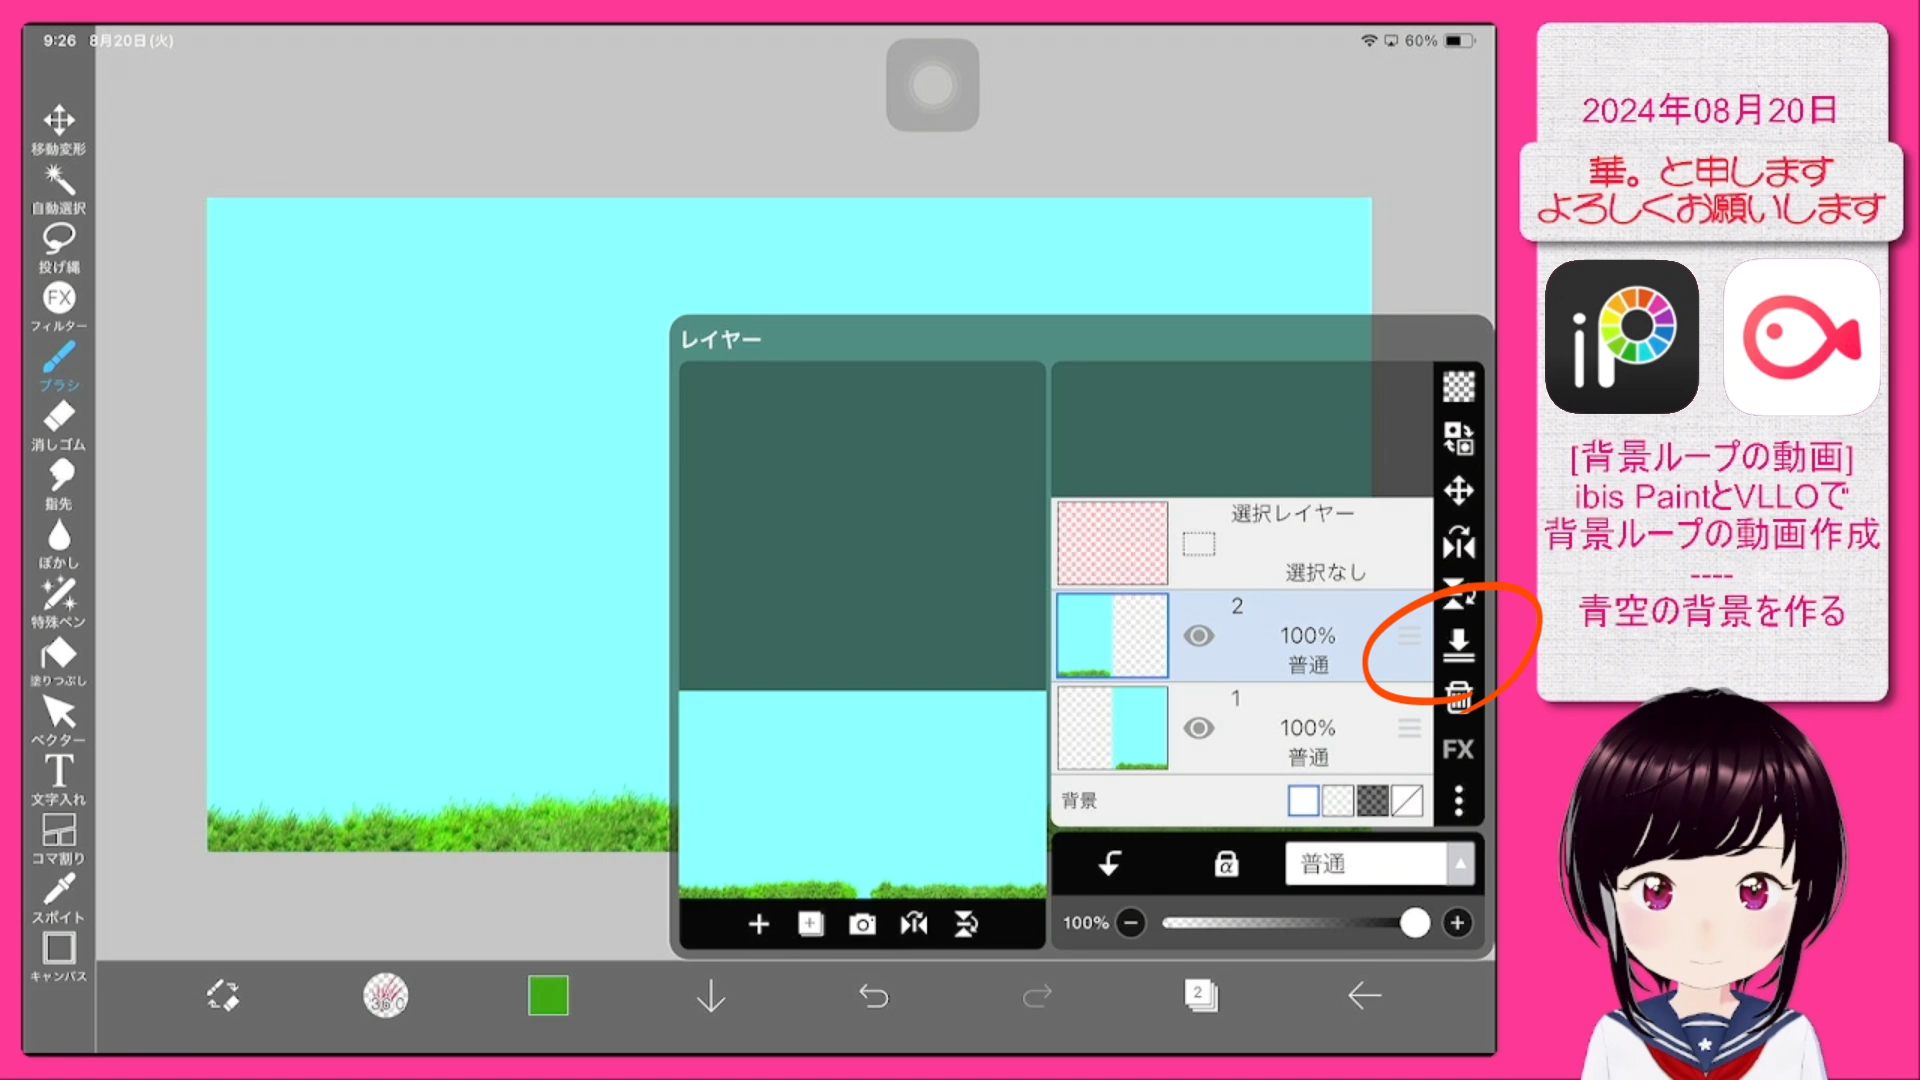 9:26 8月20日(火)
60%
移動変形
自動選択
投げ縄
FX
フィルター
ブラシ
消しゴム
指先
ぼかし
特殊ペン
塗りつぶし
ベクター
T
文字入れ
コマ割り
スポイト
キャンバス
レイヤー
選択レイヤー
選択なし
2
100%
普通
1
100%
普通
FX
背景
α
普通
100%
36.0
2
2024年08月20日
華。と申します
よろしくお願いします
iP
[背景ループの動画]
ibis PaintとVLLOで
背景ループの動画作成
----
青空の背景を作る